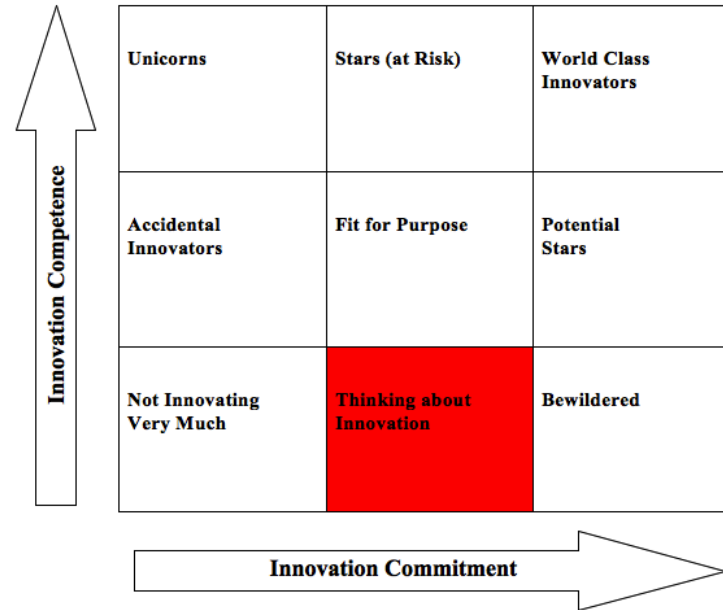 Unicorns
Stars (at Risk)
World Class
Innovators
Accidental
Innovators
Fit for Purpose
Potential
Stars
Not Innovating
Very Much
Thinking about
Innovation
Bewildered
Innovation Competence
Innovation Commitment